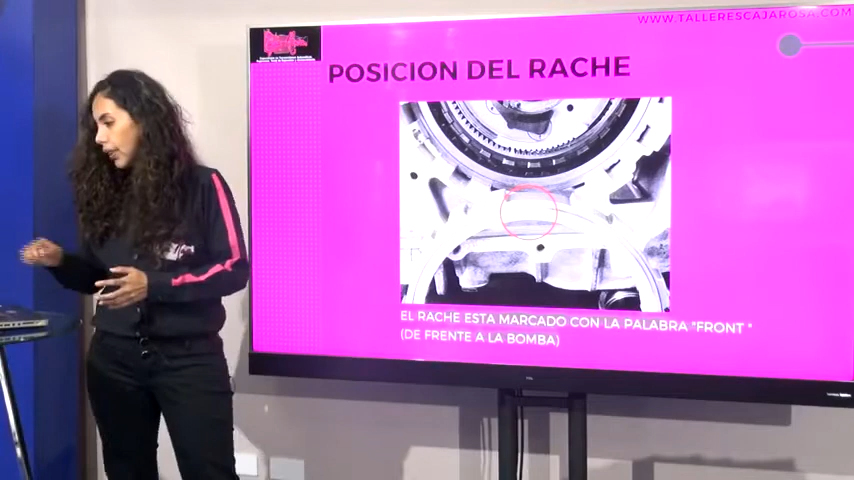 WWW.TALLERESCAJAROSA.COM
POSICION DEL RACHE
EL RACHE ESTA MARCADO CON LA PALABRA "FRONT "
(DE FRENTE A LA BOMBA)